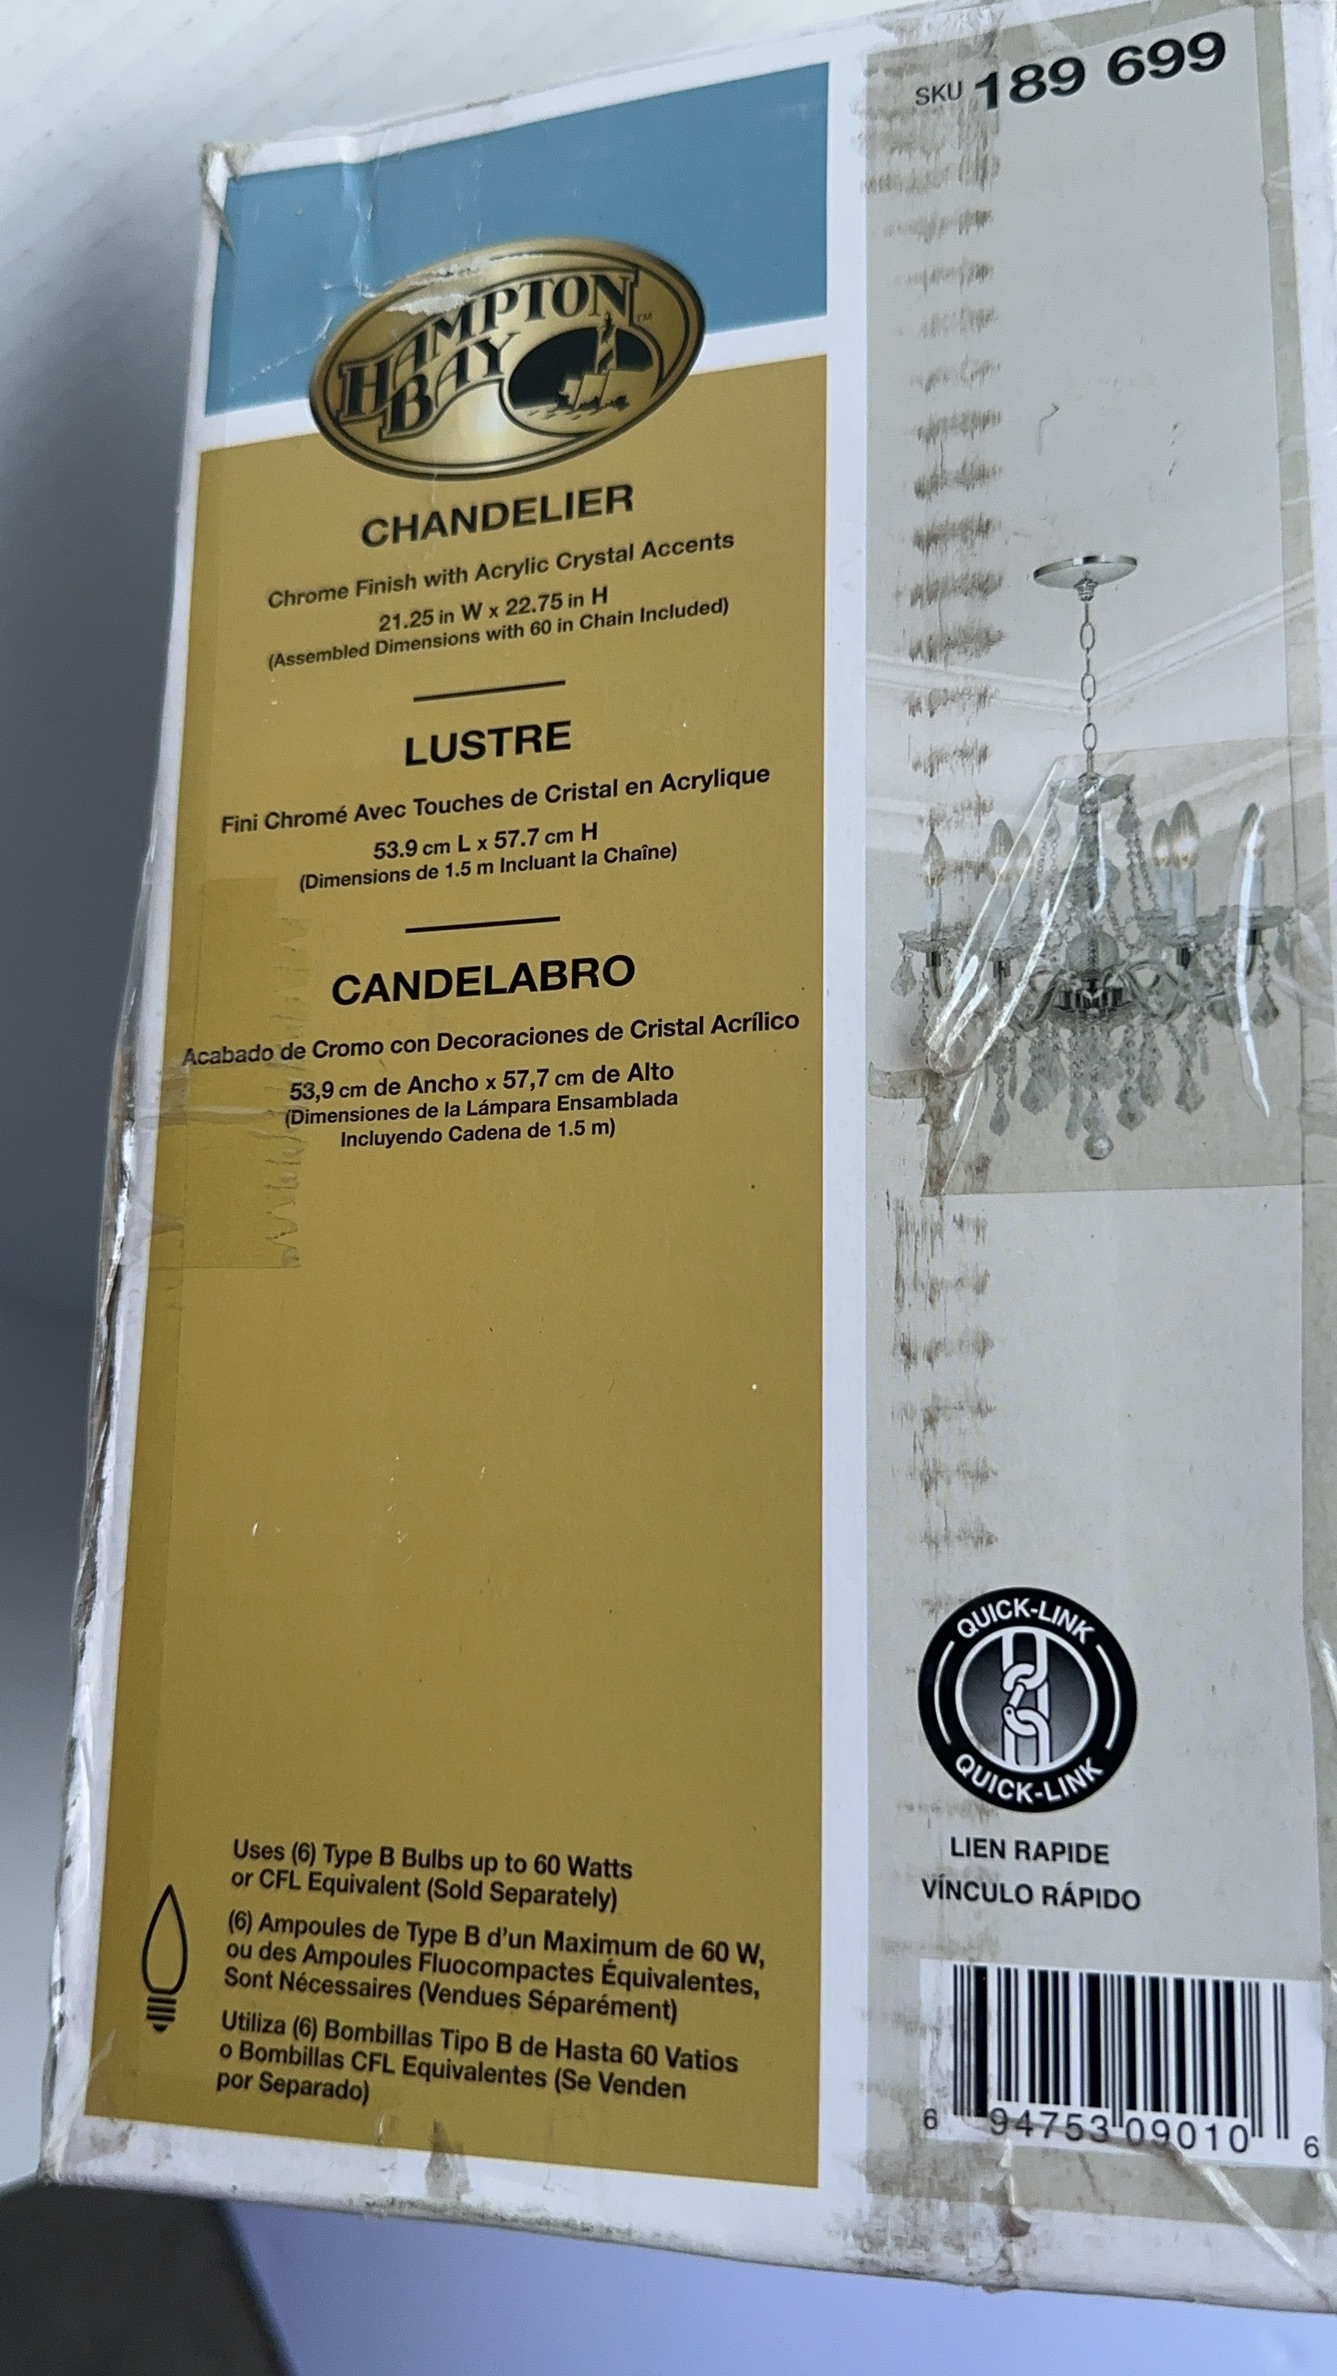 SKU 189 699
HAMPTON
BAY
TM
CHANDELIER
Chrome Finish with Acrylic Crystal Accents
21.25 in W x 22.75 in H
(Assembled Dimensions with 60 in Chain Included)
LUSTRE
Fini Chromé Avec Touches de Cristal en Acrylique
53.9 cm L x 57.7 cm H
(Dimensions de 1.5 m Incluant la Chaîne)
CANDELABRO
Acabado de Cromo con Decoraciones de Cristal Acrílico
53,9 cm de Ancho x 57,7 cm de Alto
(Dimensiones de la Lámpara Ensamblada
Incluyendo Cadena de 1.5 m)
Uses (6) Type B Bulbs up to 60 Watts
or CFL Equivalent (Sold Separately)
(6) Ampoules de Type B d'un Maximum de 60 W,
ou des Ampoules Fluocompactes Équivalentes,
Sont Nécessaires (Vendues Séparément)
Utiliza (6) Bombillas Tipo B de Hasta 60 Vatios
o Bombillas CFL Equivalentes (Se Venden
por Separado)
QUICK-LINK
QUICK-LINK
LIEN RAPIDE
VÍNCULO RÁPIDO
6 94753 09010 6